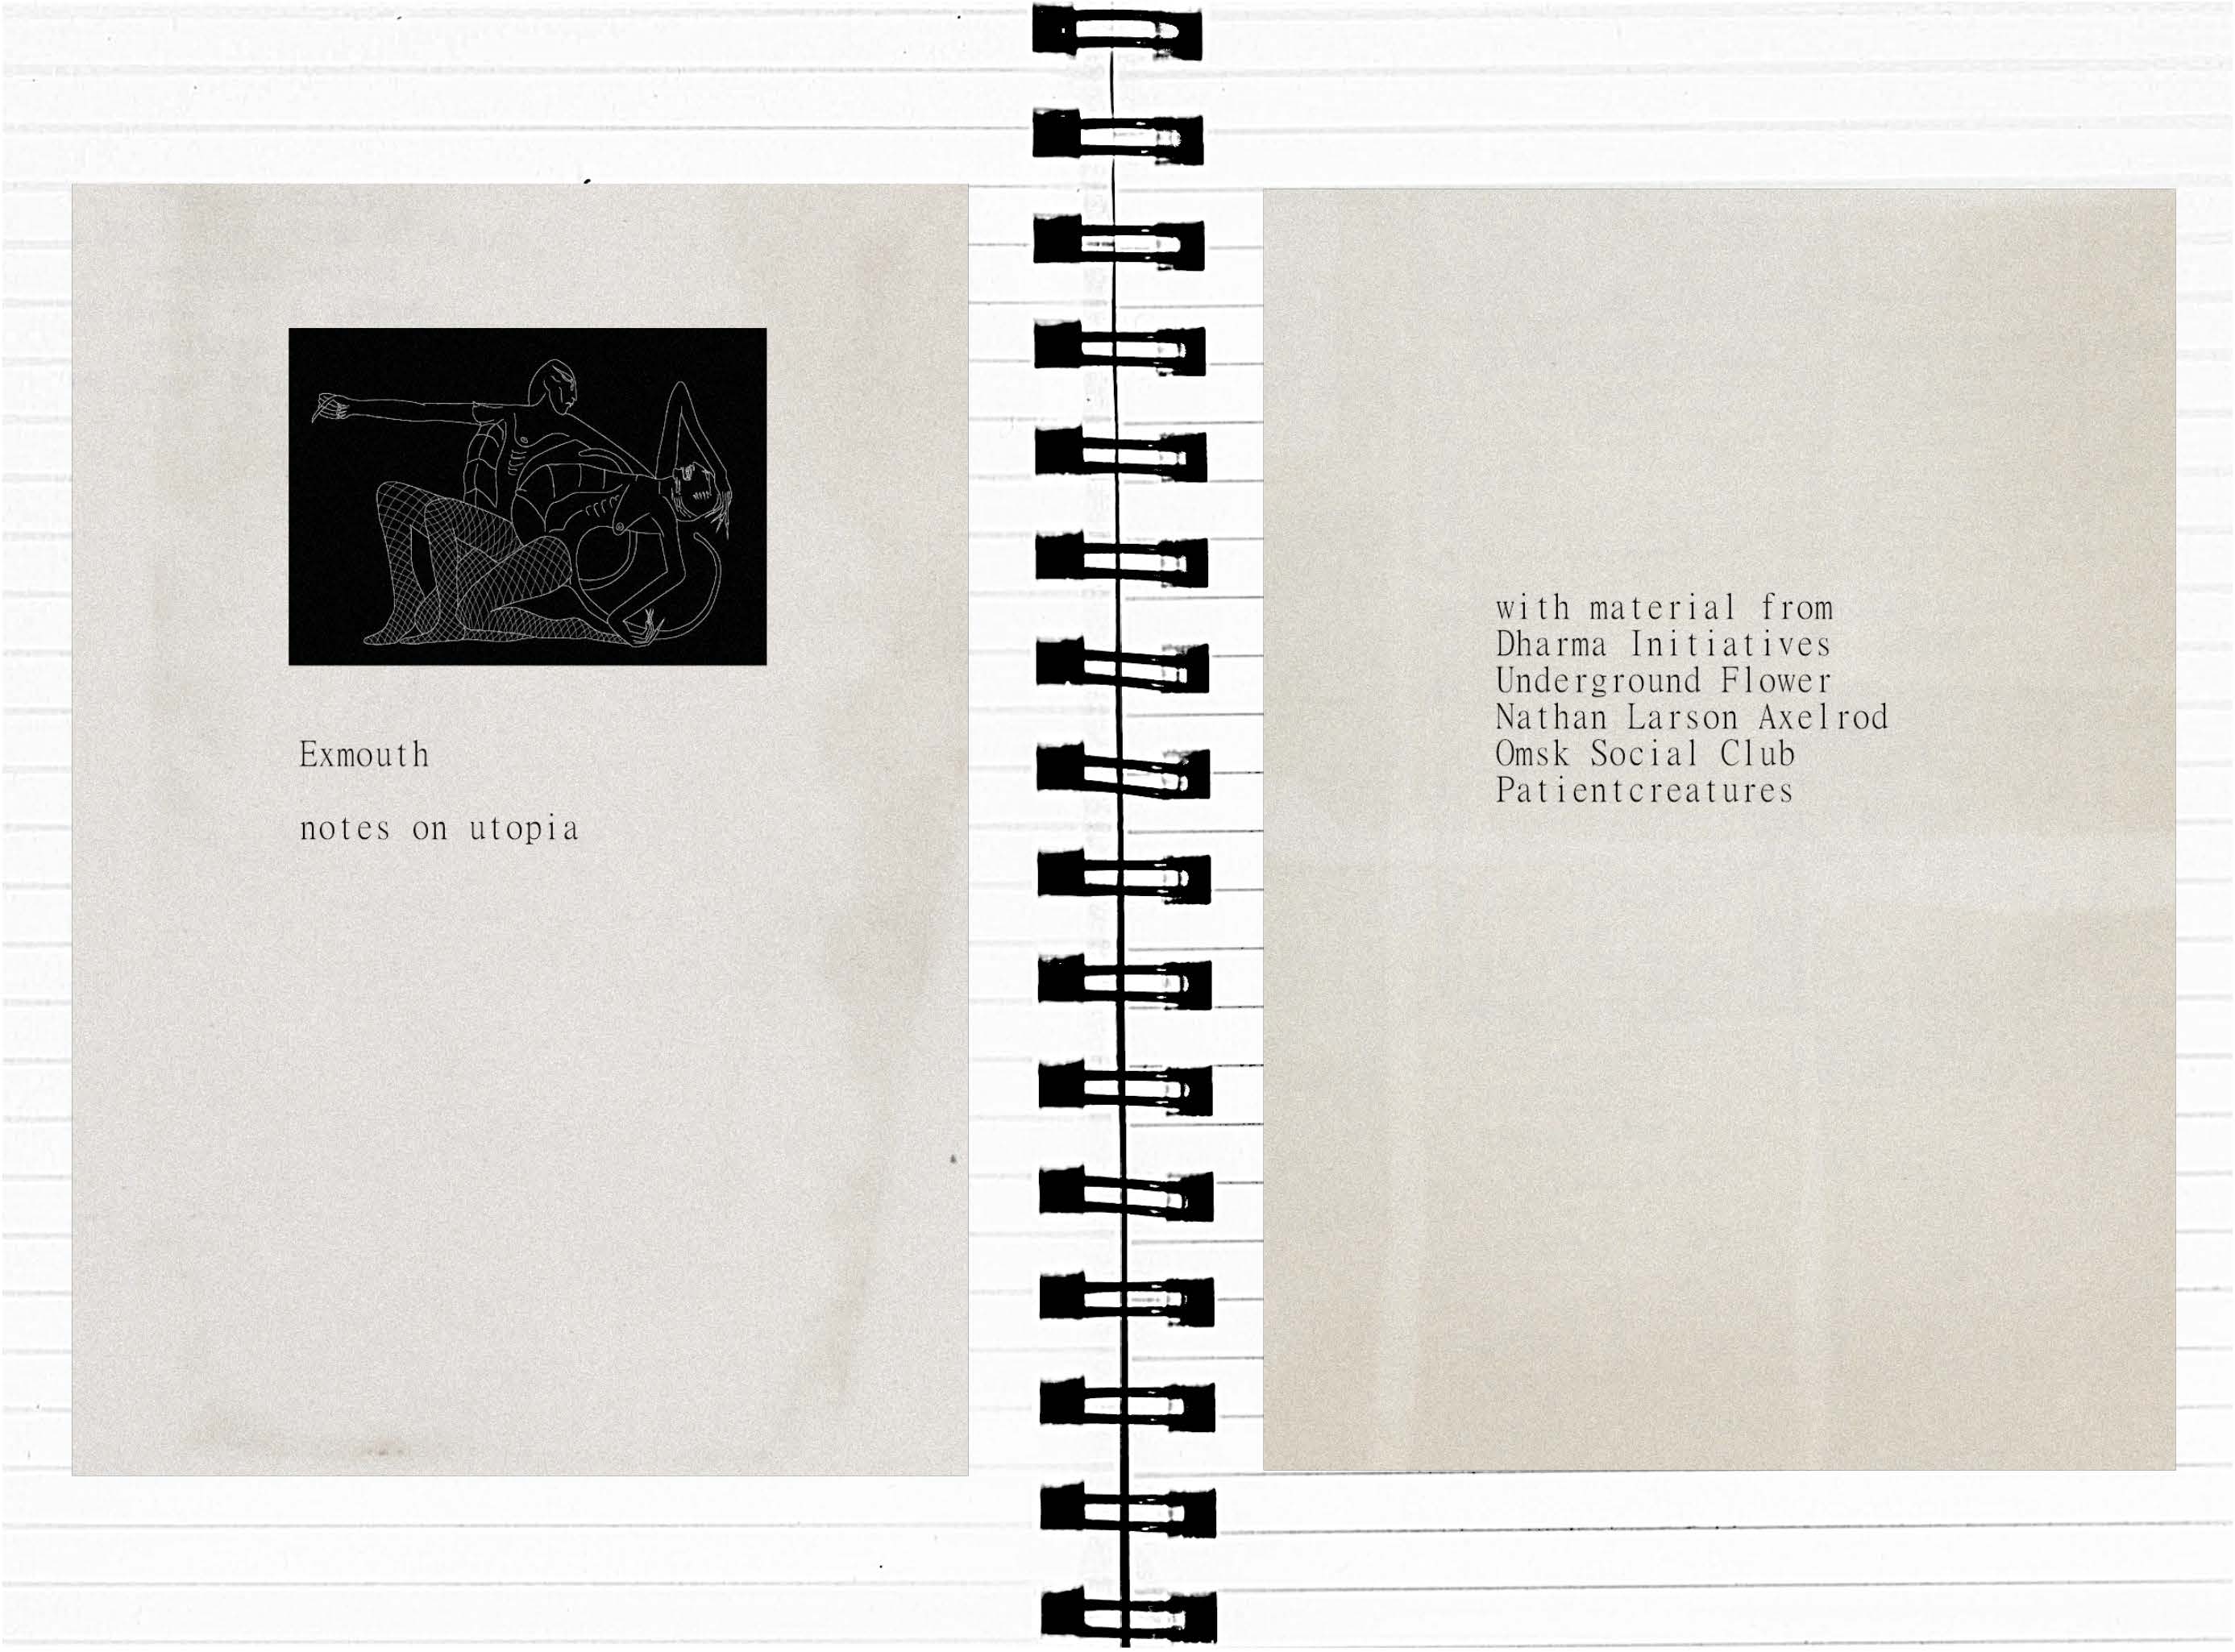 Exmouth
notes on utopia
with material from
Dharma Initiatives
Underground Flower
Nathan Larson Axelrod
Omsk Social Club
Patientcreatures